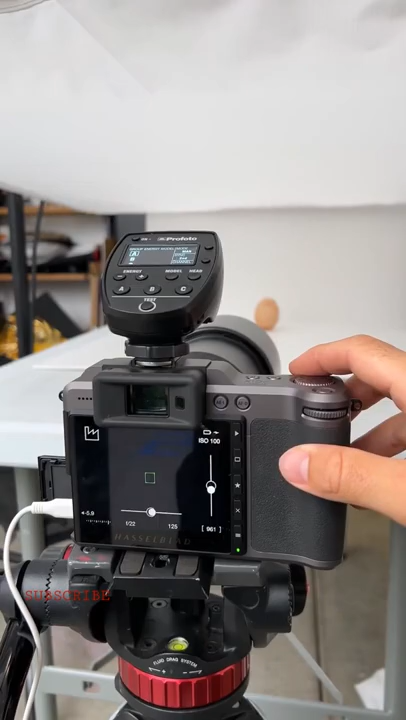 Profoto
ENERGY
MODEL
HEAD
A
B
C
TEST
ISO 100
-5.9
f/22
125
[ 961 ]
HASSELBLAD
SUBSCRIBE
FLUID DRAG SYSTEM